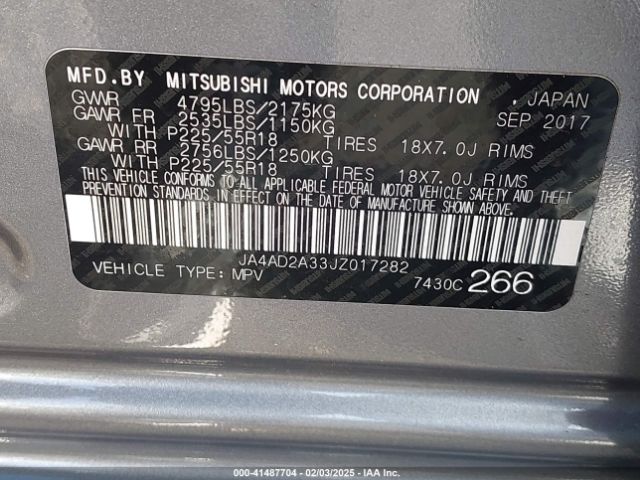 MFD.BY MITSUBISHI MOTORS CORPORATION , JAPAN
GVWR 4795LBS/2175KG SEP 2017
GAWR FR 2535LBS/1150KG
WITH P225/55R18 TIRES 18X7.0J RIMS
GAWR RR 2756LBS/1250KG
WITH P225/55R18 TIRES 18X7.0J RIMS
THIS VEHICLE CONFORMS TO ALL APPLICABLE FEDERAL MOTOR VEHICLE SAFETY AND THEFT
PREVENTION STANDARDS IN EFFECT ON THE DATE OF MANUFACTURE SHOWN ABOVE.
JA4AD2A33JZ017282
VEHICLE TYPE: MPV 7430C 266
000-41487704 - 02/03/2025 - IAA, Inc.